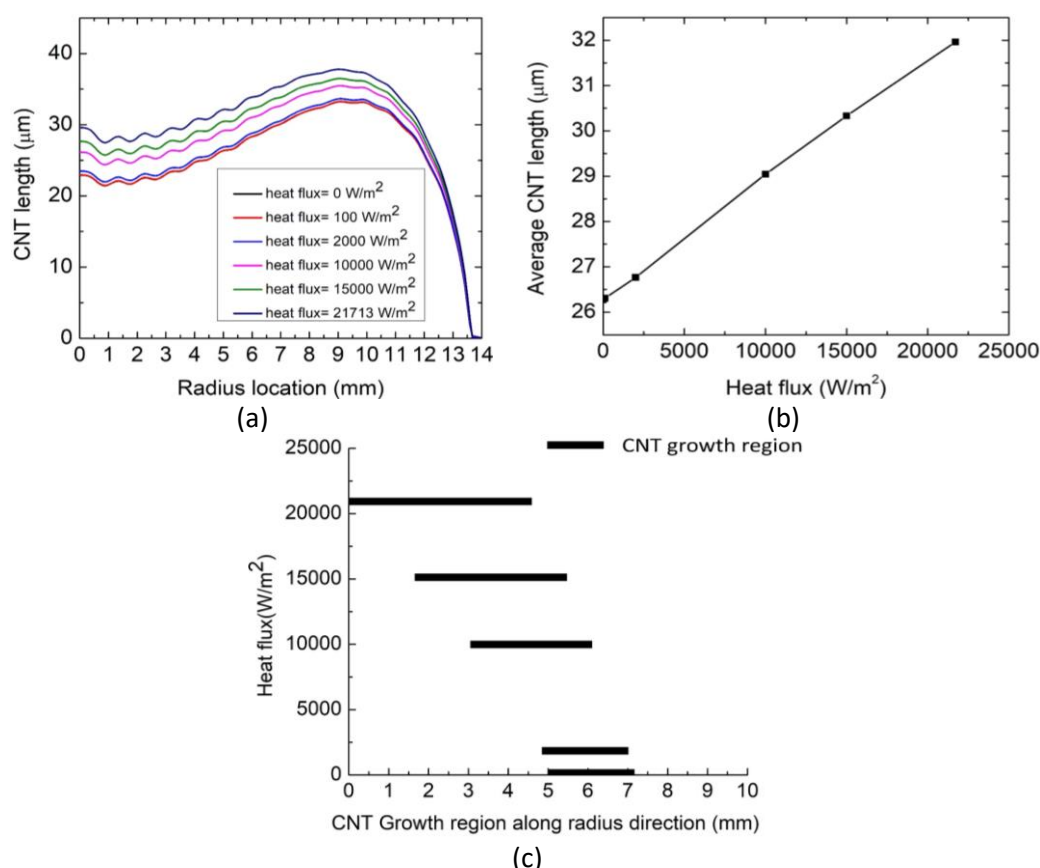 40
30
20
10
0
CNT length (μm)
heat flux= 0 W/m²
heat flux= 100 W/m²
heat flux= 2000 W/m²
heat flux= 10000 W/m²
heat flux= 15000 W/m²
heat flux= 21713 W/m²
0 1 2 3 4 5 6 7 8 9 10 11 12 13 14
Radius location (mm)
(a)
32
31
30
29
28
27
26
Average CNT length (μm)
0 5000 10000 15000 20000 25000
Heat flux (W/m²)
(b)
CNT growth region
25000
20000
15000
10000
5000
0
Heat flux(W/m²)
0 1 2 3 4 5 6 7 8 9 10
CNT Growth region along radius direction (mm)
(c)